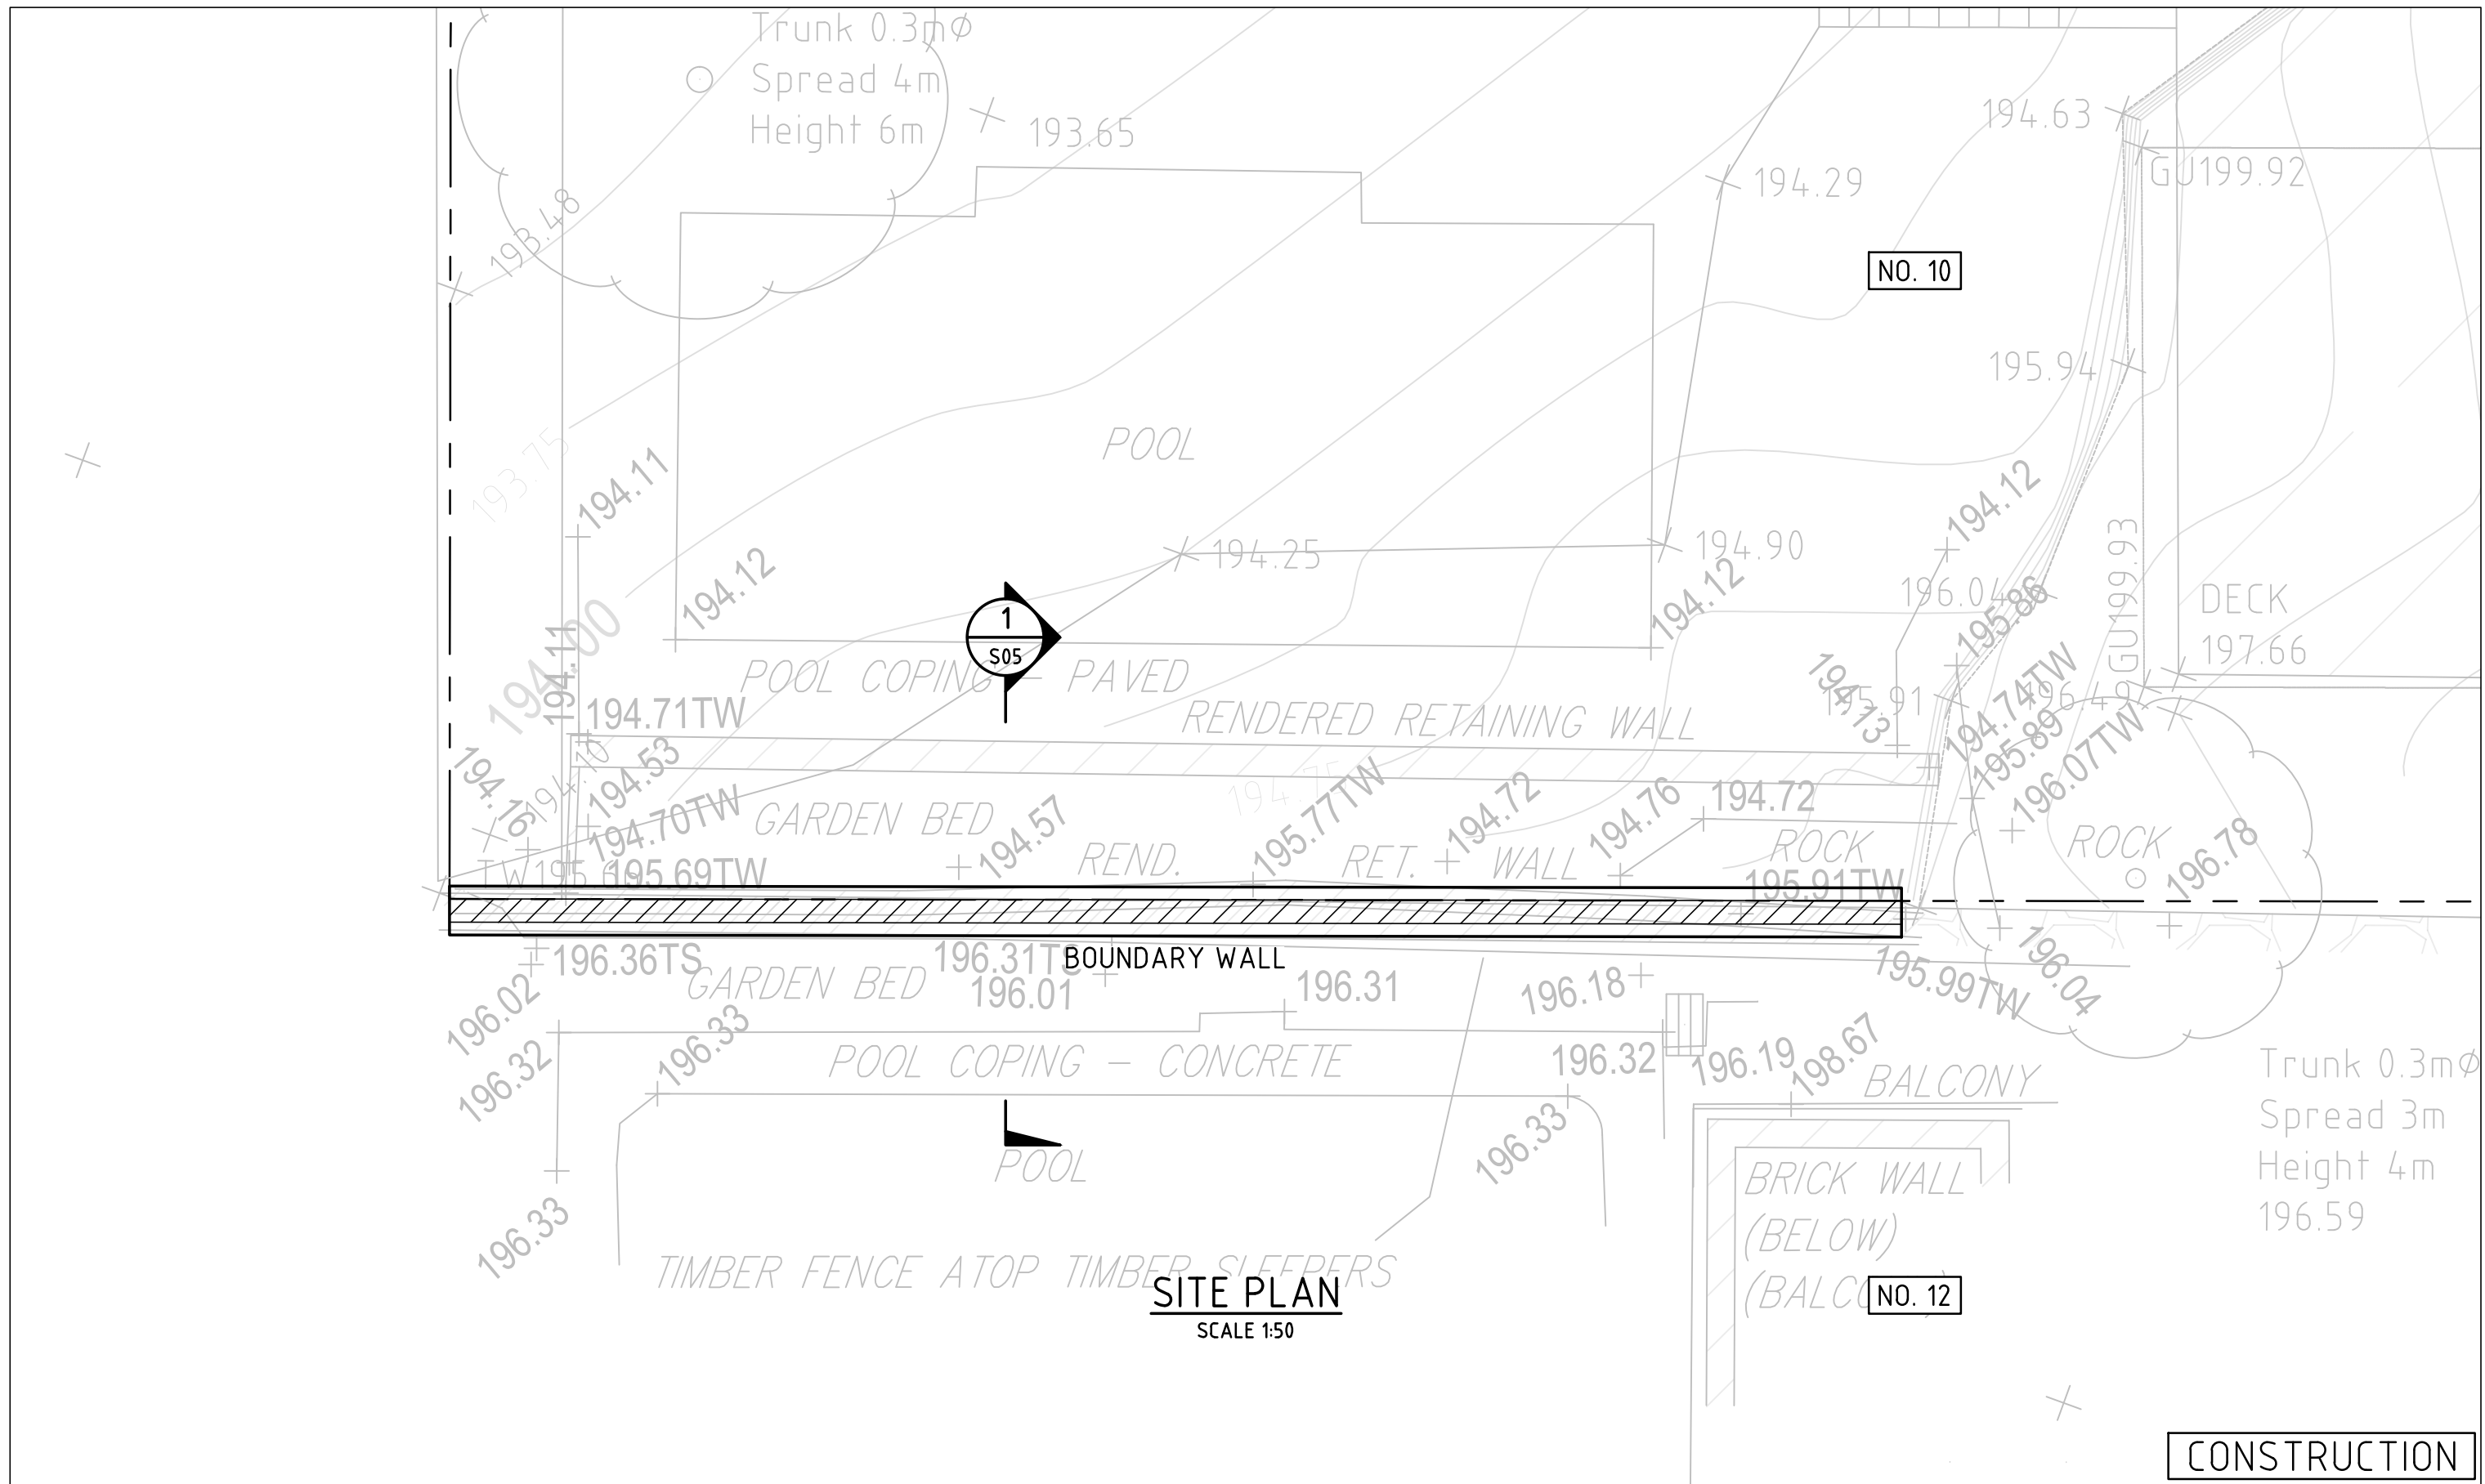 Trunk 0.3mø
Spread 4m
Height 6m
193.65
194.63
GU199.92
194.29
193.48
NO. 10
195.94
POOL
193.75
194.11
194.12
194.25
194.90
194.12
194.12
196.04
195.86
GU199.93
DECK
197.66
1
S05
194.00
194.11
POOL COPING - PAVED
194.71TW
RENDERED RETAINING WALL
194.13
195.91
194.74TW
196.49
195.89
196.07TW
194.16
194.10
194.53
194.70TW
GARDEN BED
194.57
194.75
195.77TW
194.72
194.76
194.72
REND. RET. WALL
ROCK
ROCK
196.78
195.69TW
195.91TW
196.36TS
196.31TS
BOUNDARY WALL
GARDEN BED
196.01
196.31
196.18
195.99TW
196.04
196.02
196.32
196.33
POOL COPING - CONCRETE
196.32
196.19
198.67
BALCONY
Trunk 0.3mø
Spread 3m
Height 4m
196.59
196.33
POOL
196.33
BRICK WALL
(BELOW)
TIMBER FENCE ATOP TIMBER SLEEPERS
SITE PLAN
SCALE 1:50
NO. 12
CONSTRUCTION